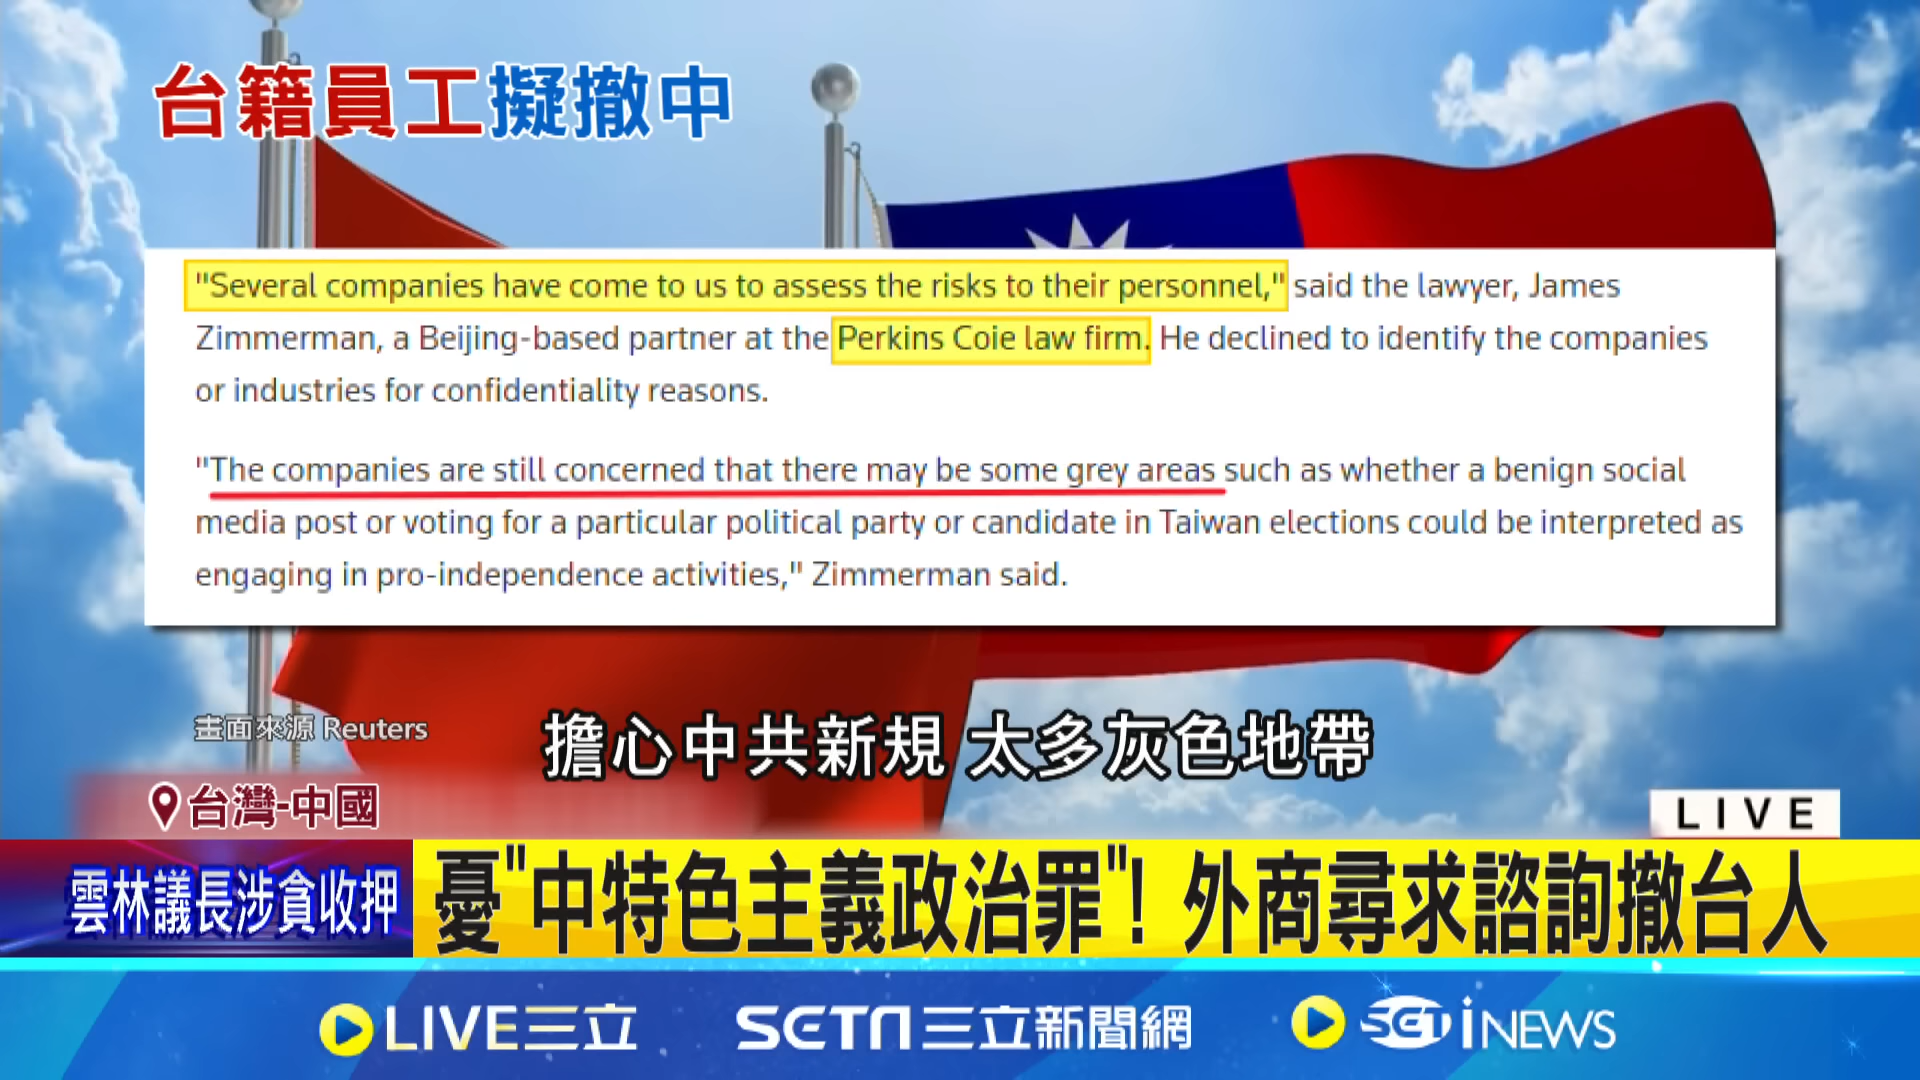 台籍員工擬撤中
"Several companies have come to us to assess the risks to their personnel," said the lawyer, James
Zimmerman, a Beijing-based partner at the Perkins Coie law firm. He declined to identify the companies
or industries for confidentiality reasons.
"The companies are still concerned that there may be some grey areas such as whether a benign social
media post or voting for a particular political party or candidate in Taiwan elections could be interpreted as
engaging in pro-independence activities," Zimmerman said.
畫面來源 Reuters
擔心中共新規 太多灰色地帶
台灣-中國
LIVE
雲林議長涉貪收押
憂"中特色主義政治罪"! 外商尋求諮詢撤台人
LIVE三立
SETN三立新聞網
SETiNEWS